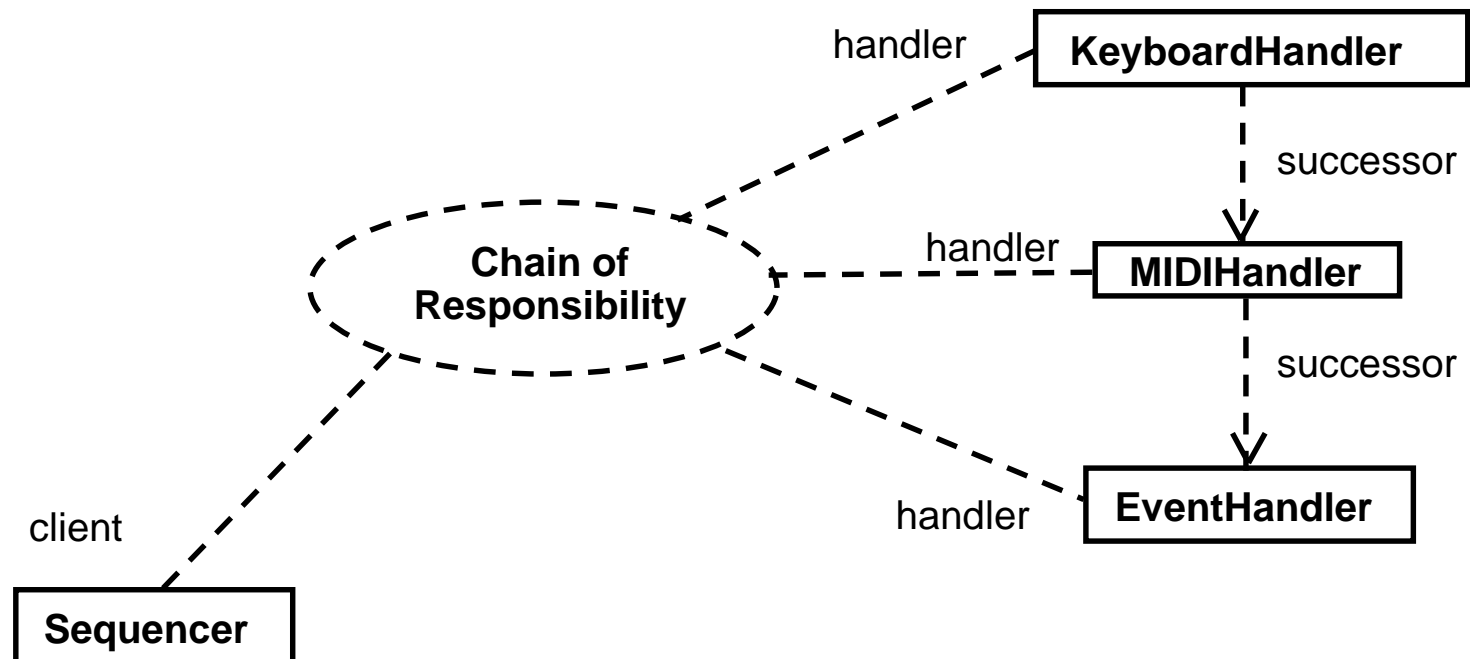 handler
KeyboardHandler
successor
handler
Chain of
Responsibility
MIDIHandler
successor
handler
EventHandler
client
Sequencer